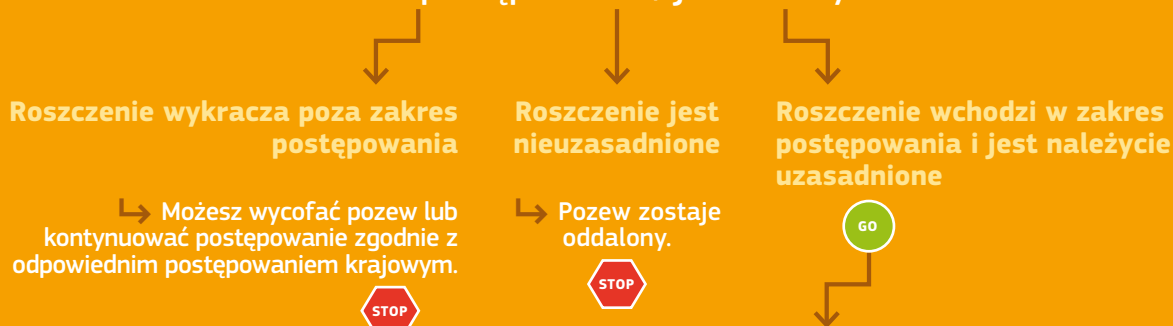 Roszczenie wykracza poza zakres
postępowania
Możesz wycofać pozew lub
kontynuować postępowanie zgodnie z
odpowiednim postępowaniem krajowym.
STOP
Roszczenie jest
nieuzasadnione
Pozew zostaje
oddalony.
STOP
Roszczenie wchodzi w zakres
postępowania i jest należycie
uzasadnione
GO